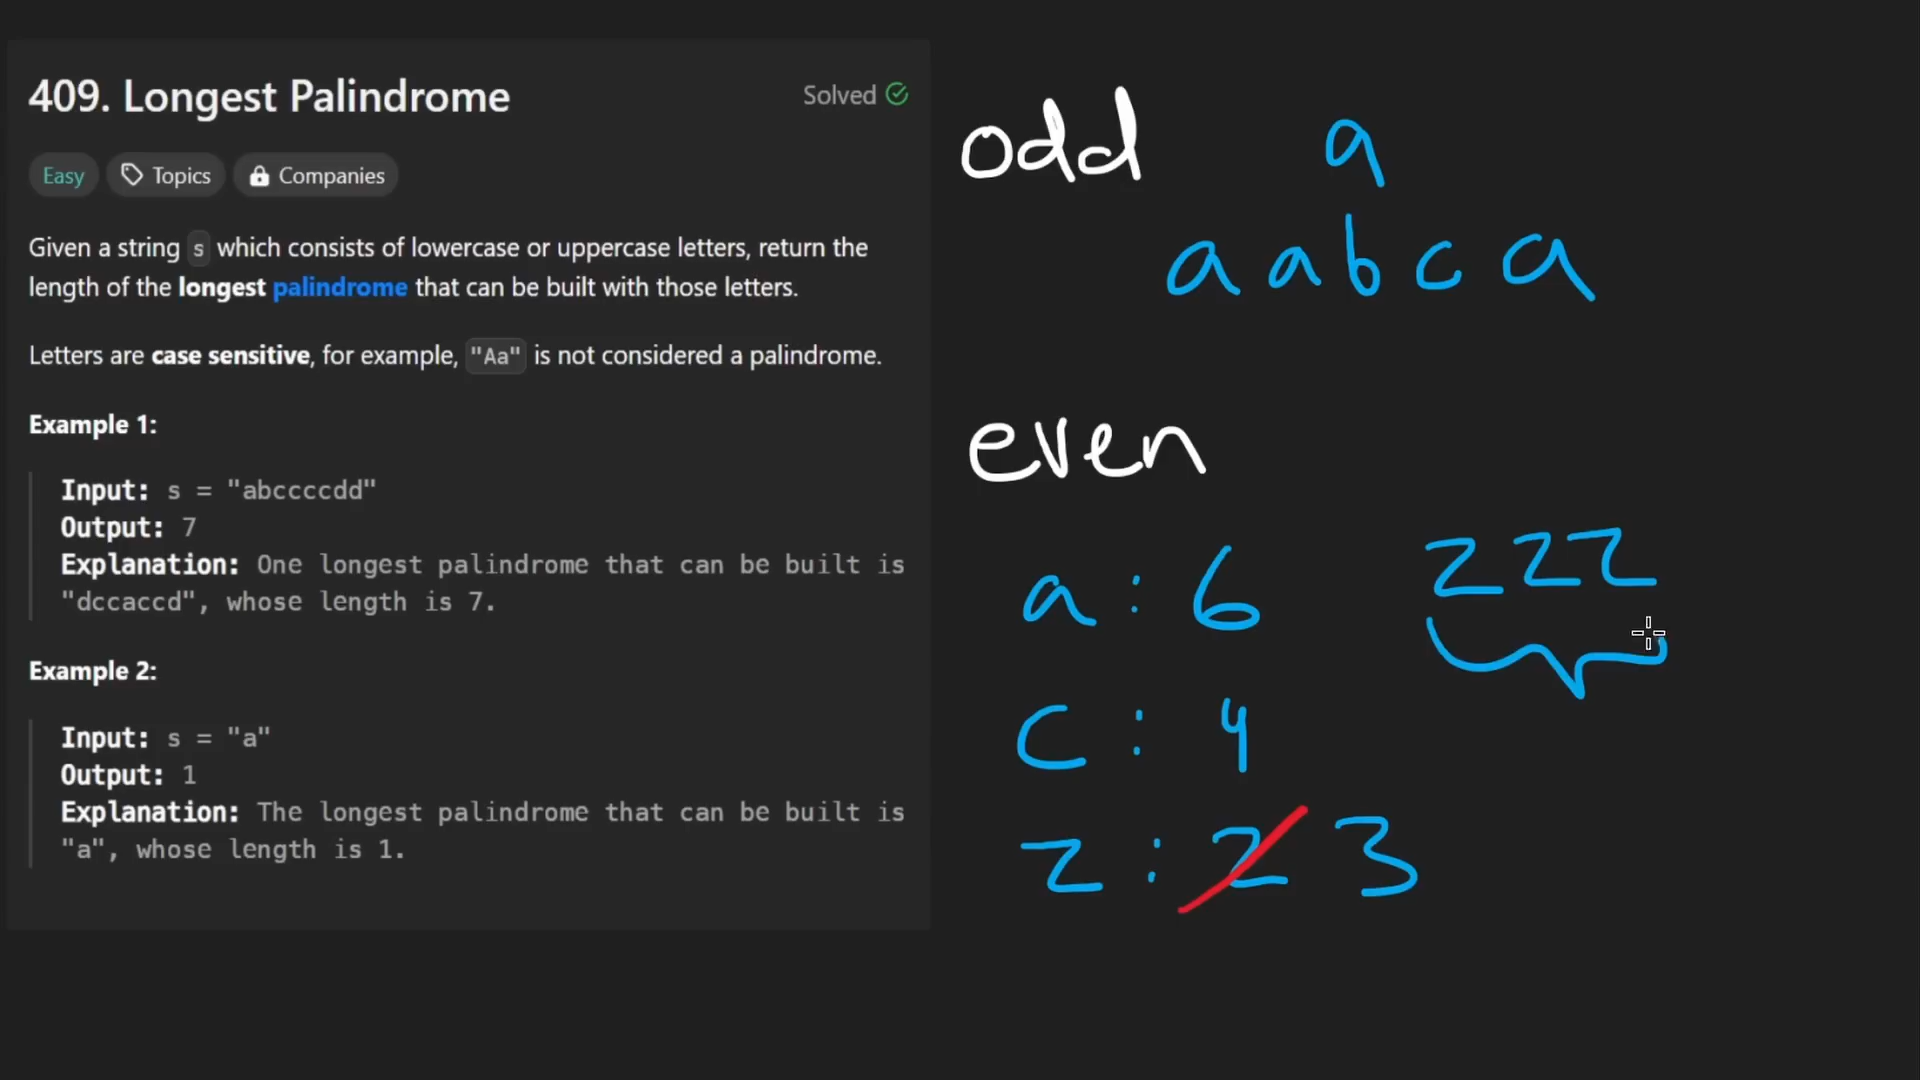 409. Longest Palindrome
Solved
Easy
Topics
Companies
Given a string s which consists of lowercase or uppercase letters, return the
length of the longest palindrome that can be built with those letters.
Letters are case sensitive, for example, "Aa" is not considered a palindrome.
Example 1:
Input: s = "abccccdd"
Output: 7
Explanation: One longest palindrome that can be built is
"dccaccd", whose length is 7.
Example 2:
Input: s = "a"
Output: 1
Explanation: The longest palindrome that can be built is
"a", whose length is 1.
odd a
a a b c a
even
a : 6
z z z
c : 4
z : 2 3